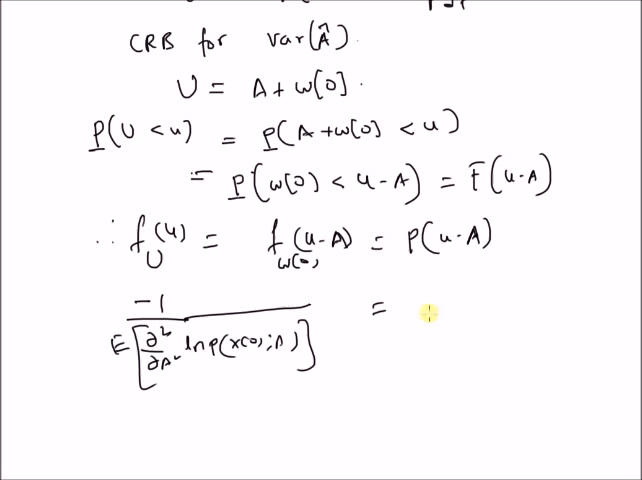 CRB for var(Â)
U = A + w[0].
P(U < u) = P(A + w[0] < u)
= P(w[0] < u - A) = F(u - A)
∴ f_U(u) = f_w[0](u - A) = p(u - A)
-1 / E[∂²/∂A² ln p(x[0]; A)] =